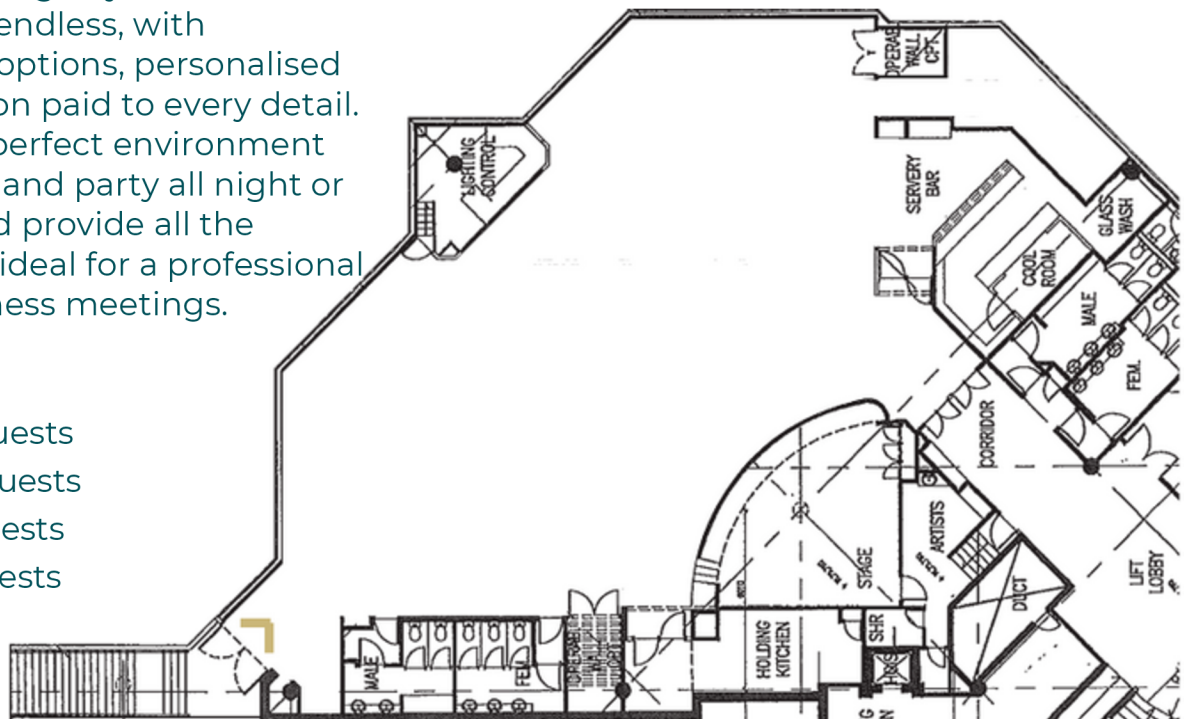 endless, with
options, personalised
on paid to every detail.
perfect environment
and party all night or
d provide all the
ideal for a professional
ness meetings.
uests
uests
ests
ests
OPERAB
WALL
CPT
LIGHTING
CONTROL
SERVERY
BAR
GLASS
WASH
COOL
ROOM
MALE
FEM.
CORRIDOR
ARTISTS
STAGE
LIFT
LOBBY
DUCT
SHR
HOLDING
KITCHEN
MALE
FEM.